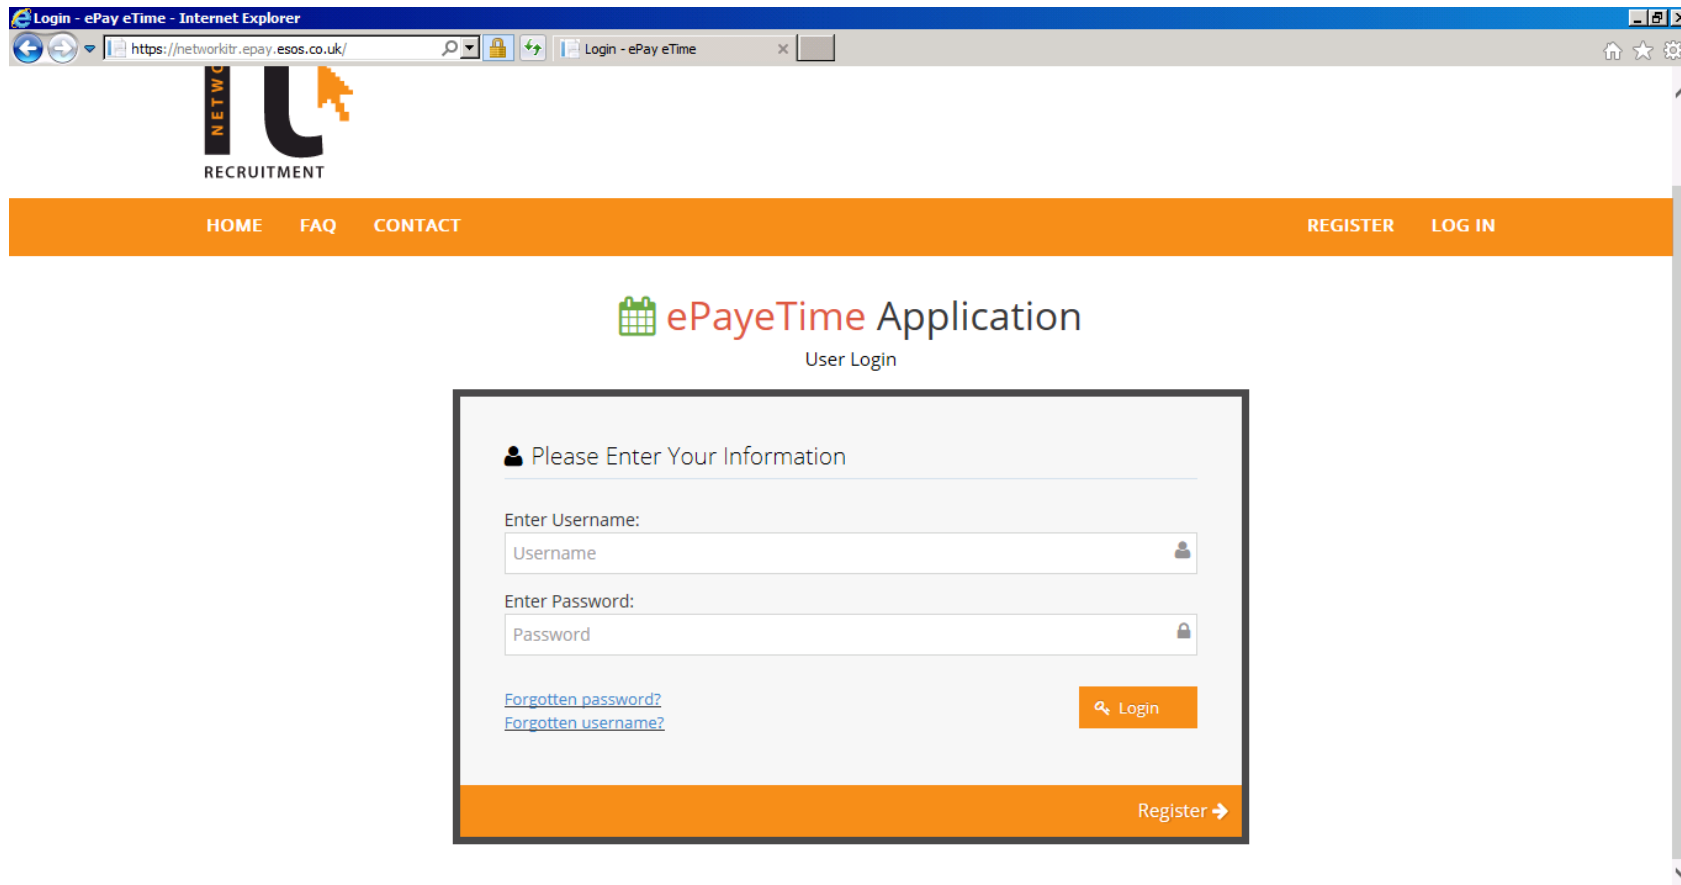 Login - ePay eTime - Internet Explorer
https://networkitr.epay.esos.co.uk/
Login - ePay eTime
NETWO
RECRUITMENT
HOME FAQ CONTACT REGISTER LOG IN
ePayeTime Application
User Login
Please Enter Your Information
Enter Username:
Username
Enter Password:
Password
Forgotten password?
Login
Forgotten username?
Register